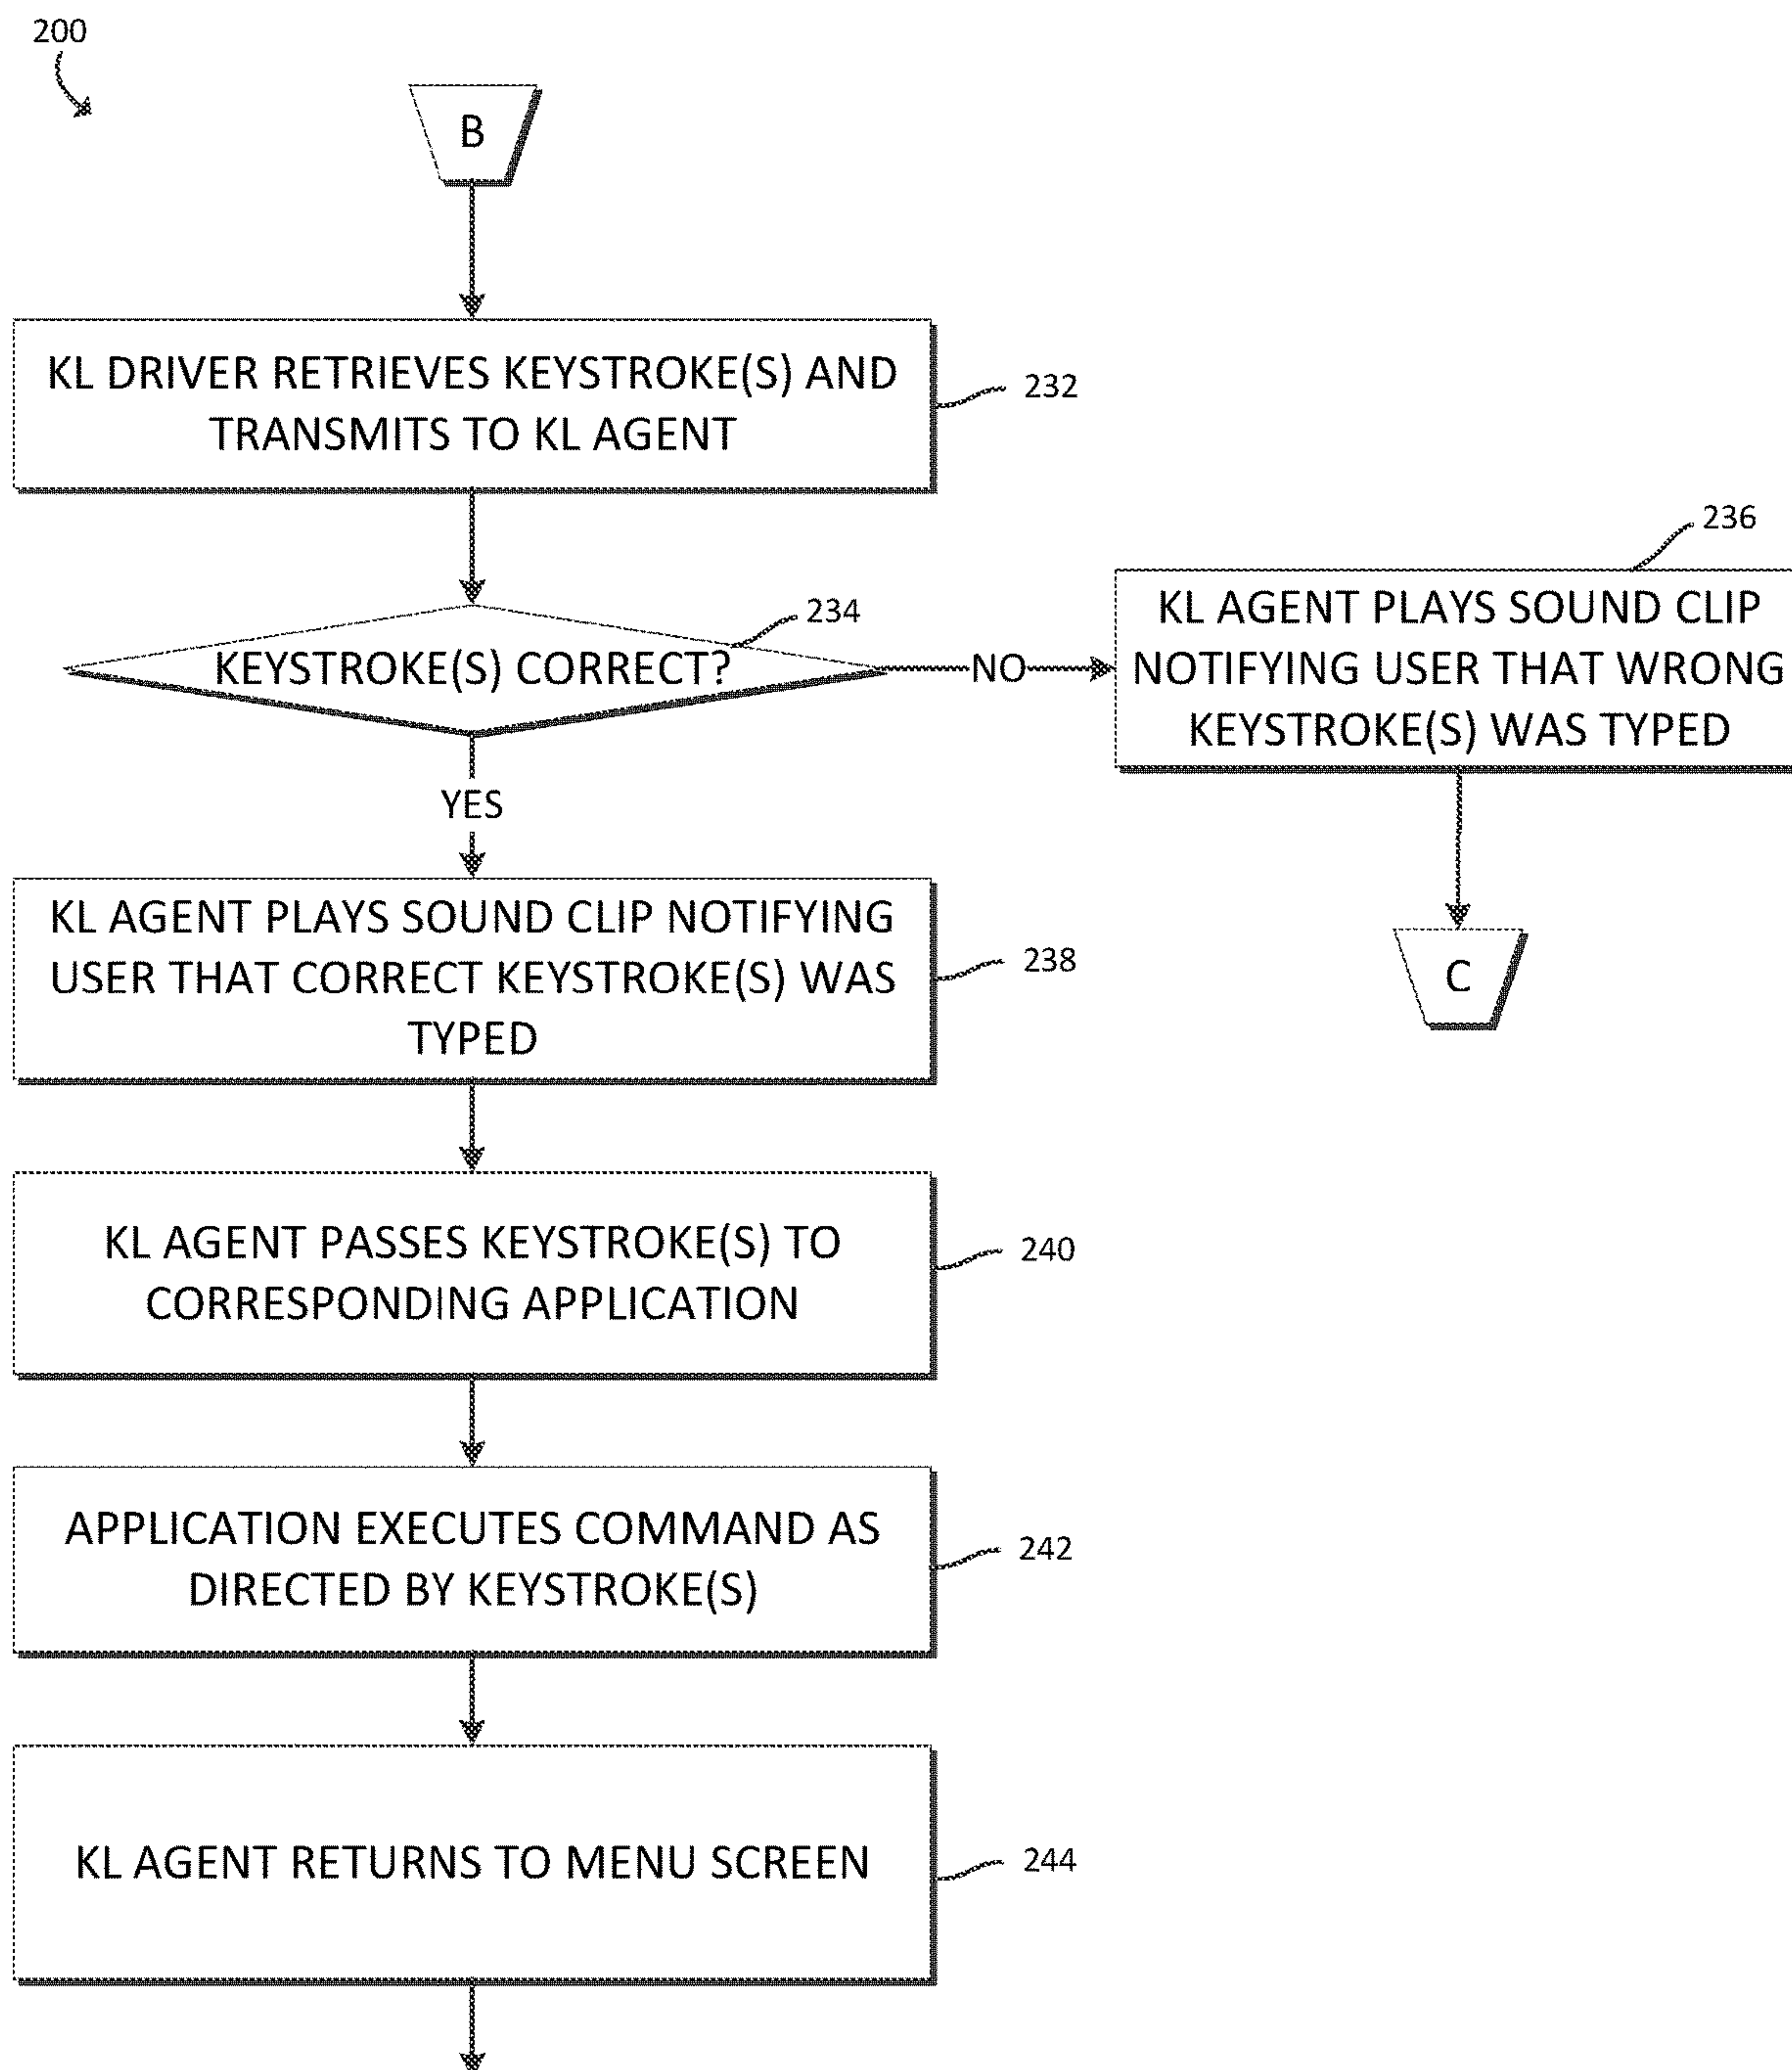 200
B
KL DRIVER RETRIEVES KEYSTROKE(S) AND
TRANSMITS TO KL AGENT
232
KEYSTROKE(S) CORRECT?
234
NO
236
KL AGENT PLAYS SOUND CLIP
NOTIFYING USER THAT WRONG
KEYSTROKE(S) WAS TYPED
C
YES
KL AGENT PLAYS SOUND CLIP NOTIFYING
USER THAT CORRECT KEYSTROKE(S) WAS
TYPED
238
KL AGENT PASSES KEYSTROKE(S) TO
CORRESPONDING APPLICATION
240
APPLICATION EXECUTES COMMAND AS
DIRECTED BY KEYSTROKE(S)
242
KL AGENT RETURNS TO MENU SCREEN
244